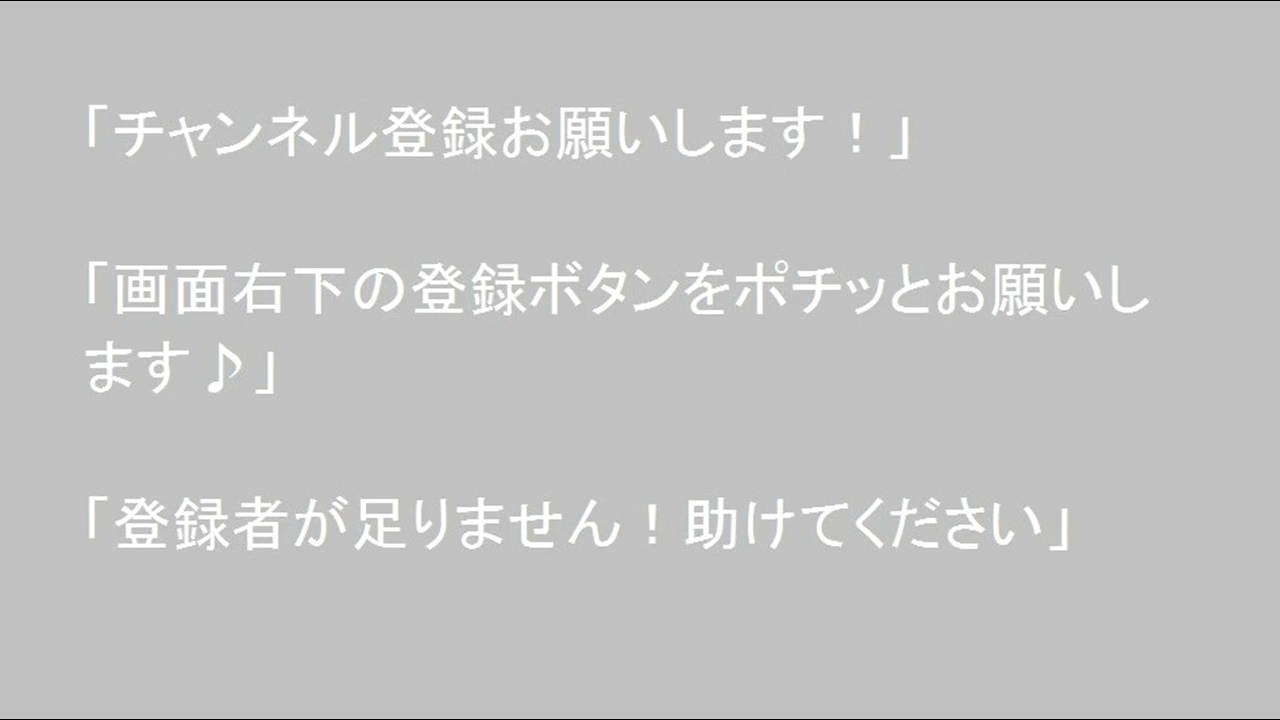 「チャンネル登録お願いします！」
「画面右下の登録ボタンをポチッとお願いし
ます♪」
「登録者が足りません！助けてください」